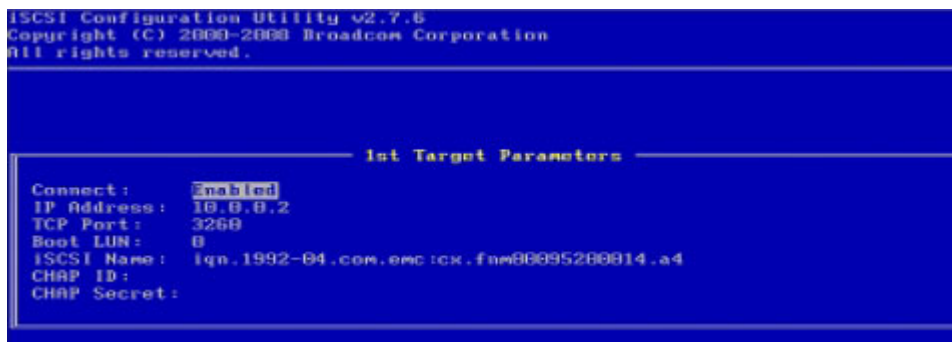 iSCSI Configuration Utility v2.7.6
Copyright (C) 2000-2008 Broadcom Corporation
All rights reserved.
1st Target Parameters
Connect: Enabled
IP Address: 10.0.0.2
TCP Port: 3260
Boot LUN: 0
iSCSI Name: iqn.1992-04.com.emc:cx.fnm00095200014.a4
CHAP ID:
CHAP Secret: